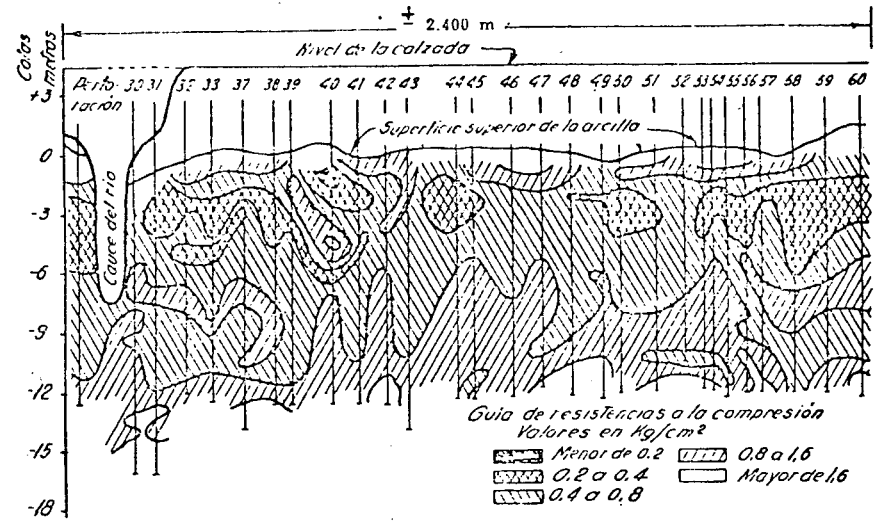 ± 2.400 m
Nivel de la calzada
Cotas metros
Perforación 30 31 32 33 37 38 39 40 41 42 43 44 45 46 47 48 49 50 51 52 53 54 55 56 57 58 59 60
+3
Superficie superior de la arcilla
0
-3
Cauce del río
-6
-9
-12
-15
-18
Guia de resistencias a la compresión
Valores en Kg/cm²
Menor de 0.2
0.8 a 1,6
0.2 a 0.4
Mayor de 1,6
0.4 a 0,8